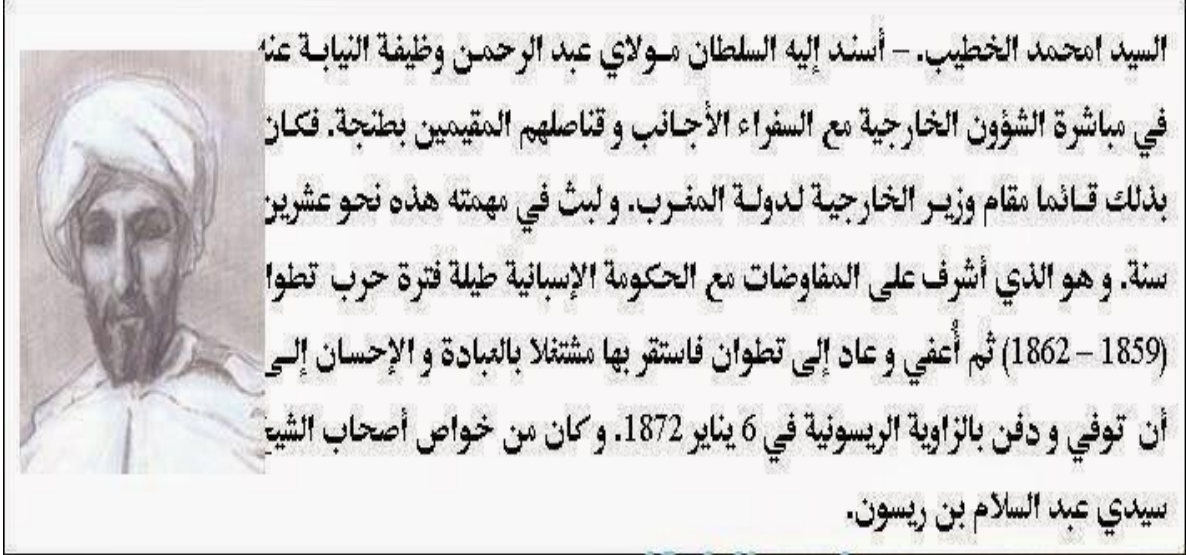 السيد امحمد الخطيب. – أسند إليه السلطان مولاي عبد الرحمن وظيفة النيابة عنه
في مباشرة الشؤون الخارجية مع السفراء الأجانب و قناصلهم المقيمين بطنجة. فكان
بذلك قائما مقام وزير الخارجية لدولة المغرب. و لبث في مهمته هذه نحو عشرين
سنة. و هو الذي أشرف على المفاوضات مع الحكومة الإسبانية طيلة فترة حرب تطوا
(1859 – 1862) ثم أعفي و عاد إلى تطوان فاستقر بها مشتغلا بالعبادة و الإحسان إلى
أن توفي و دفن بالزاوية الريسونية في 6 يناير 1872. و كان من خواص أصحاب الشيخ
سيدي عبد السلام بن ريسون.